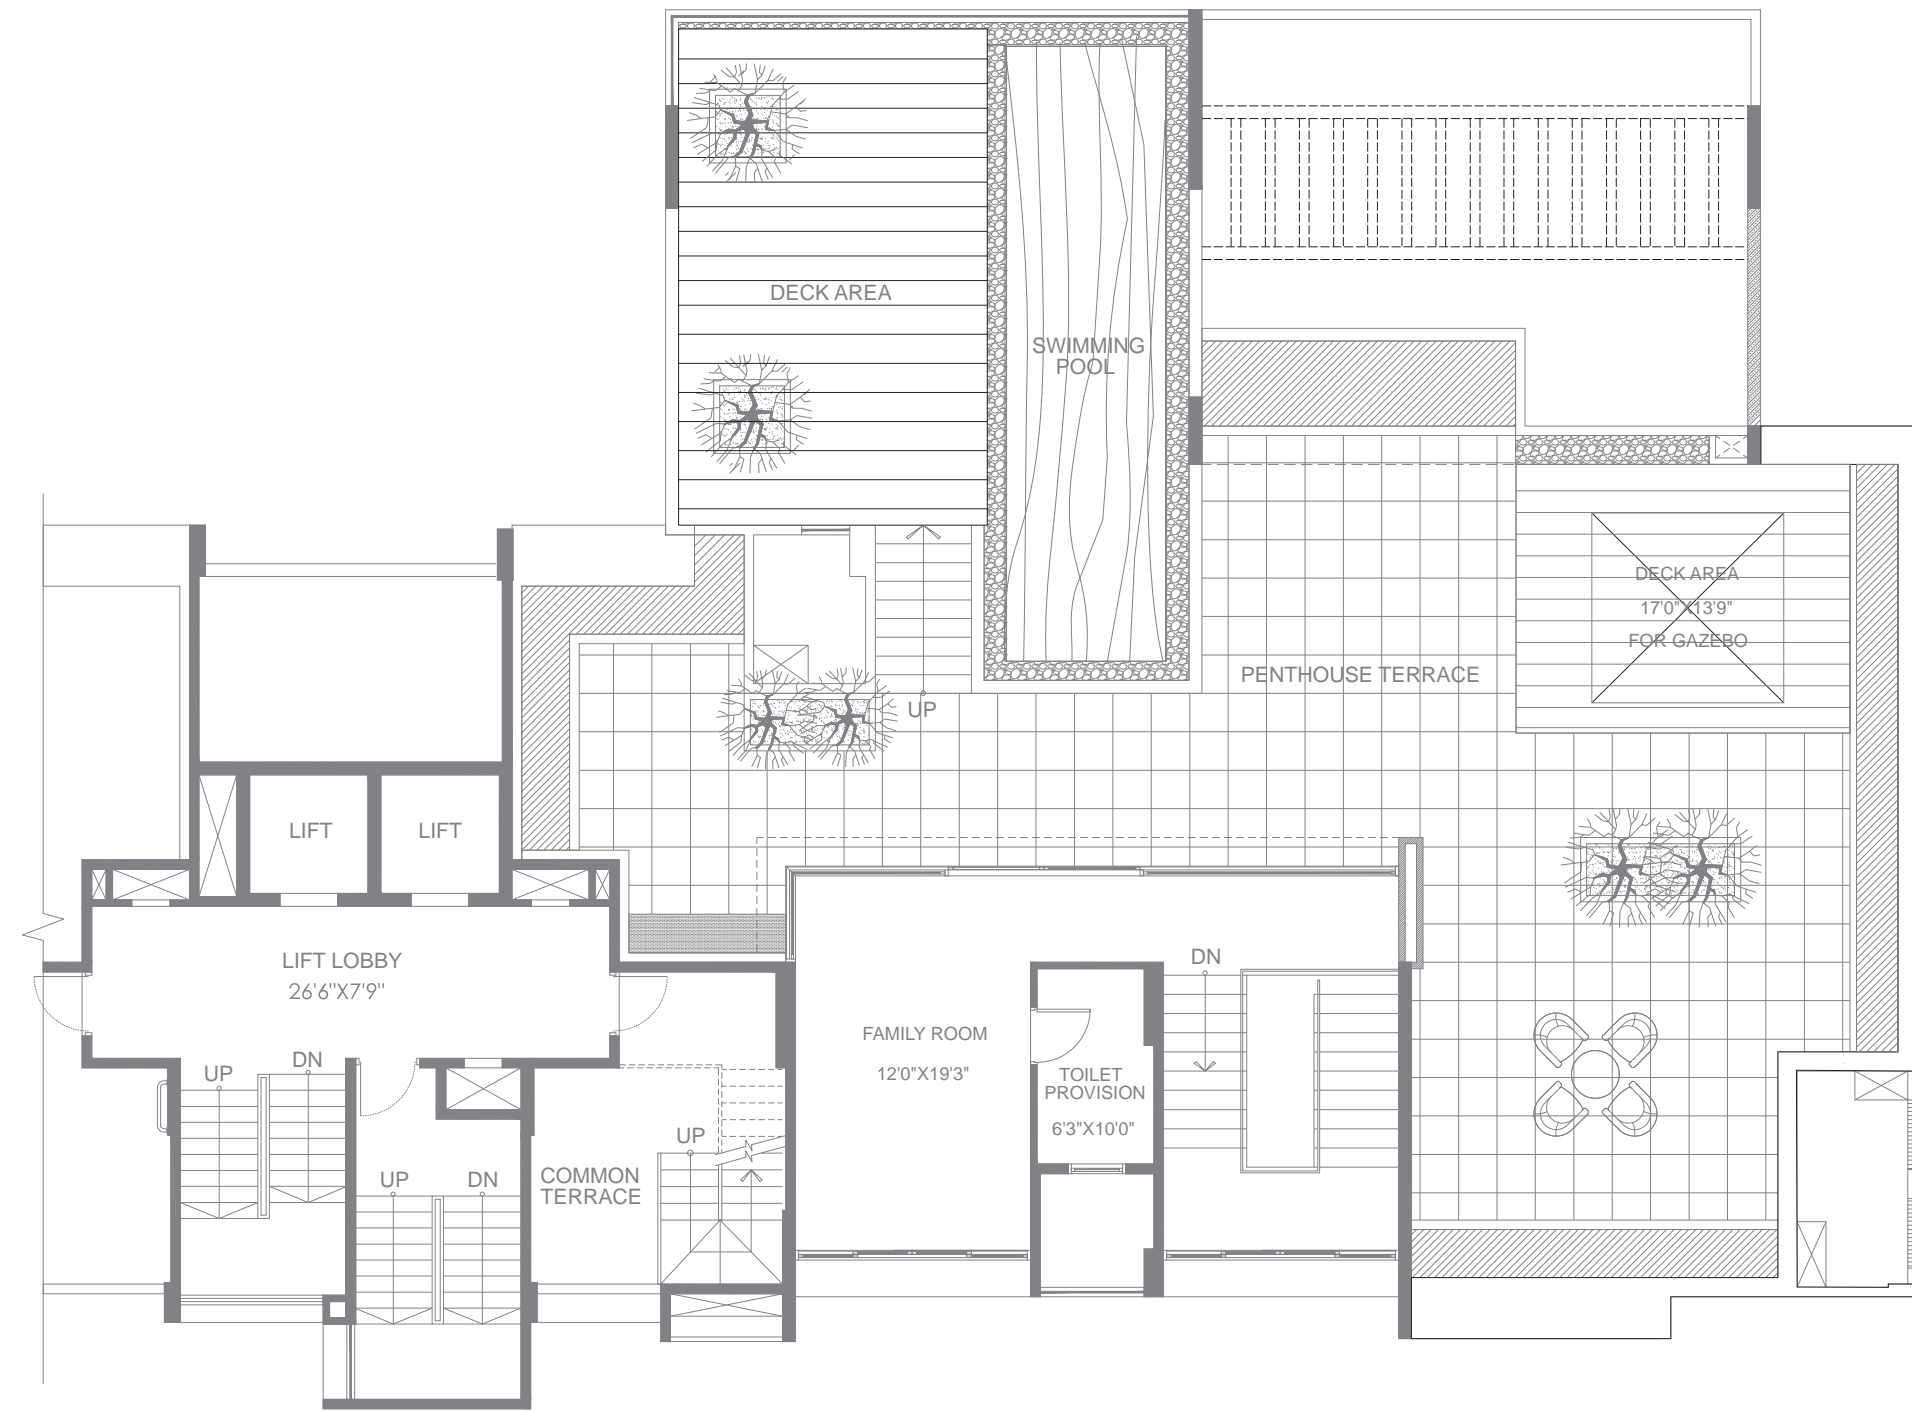 DECK AREA
SWIMMING
POOL
DECK AREA
17'0"X13'9"
FOR GAZEBO
PENTHOUSE TERRACE
UP
LIFT
LIFT
LIFT LOBBY
26'6"X7'9"
DN
FAMILY ROOM
12'0"X19'3"
TOILET
PROVISION
6'3"X10'0"
UP
DN
UP
DN
UP
COMMON
TERRACE